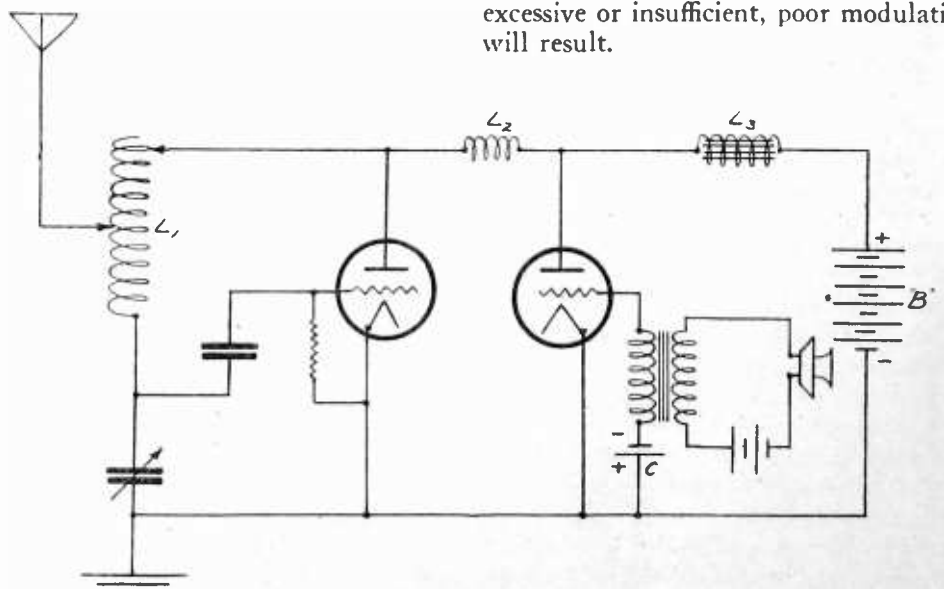 excessive or insufficient, poor modulati
will result.
L2
L3
L1
+
"B"
-
-
+ C